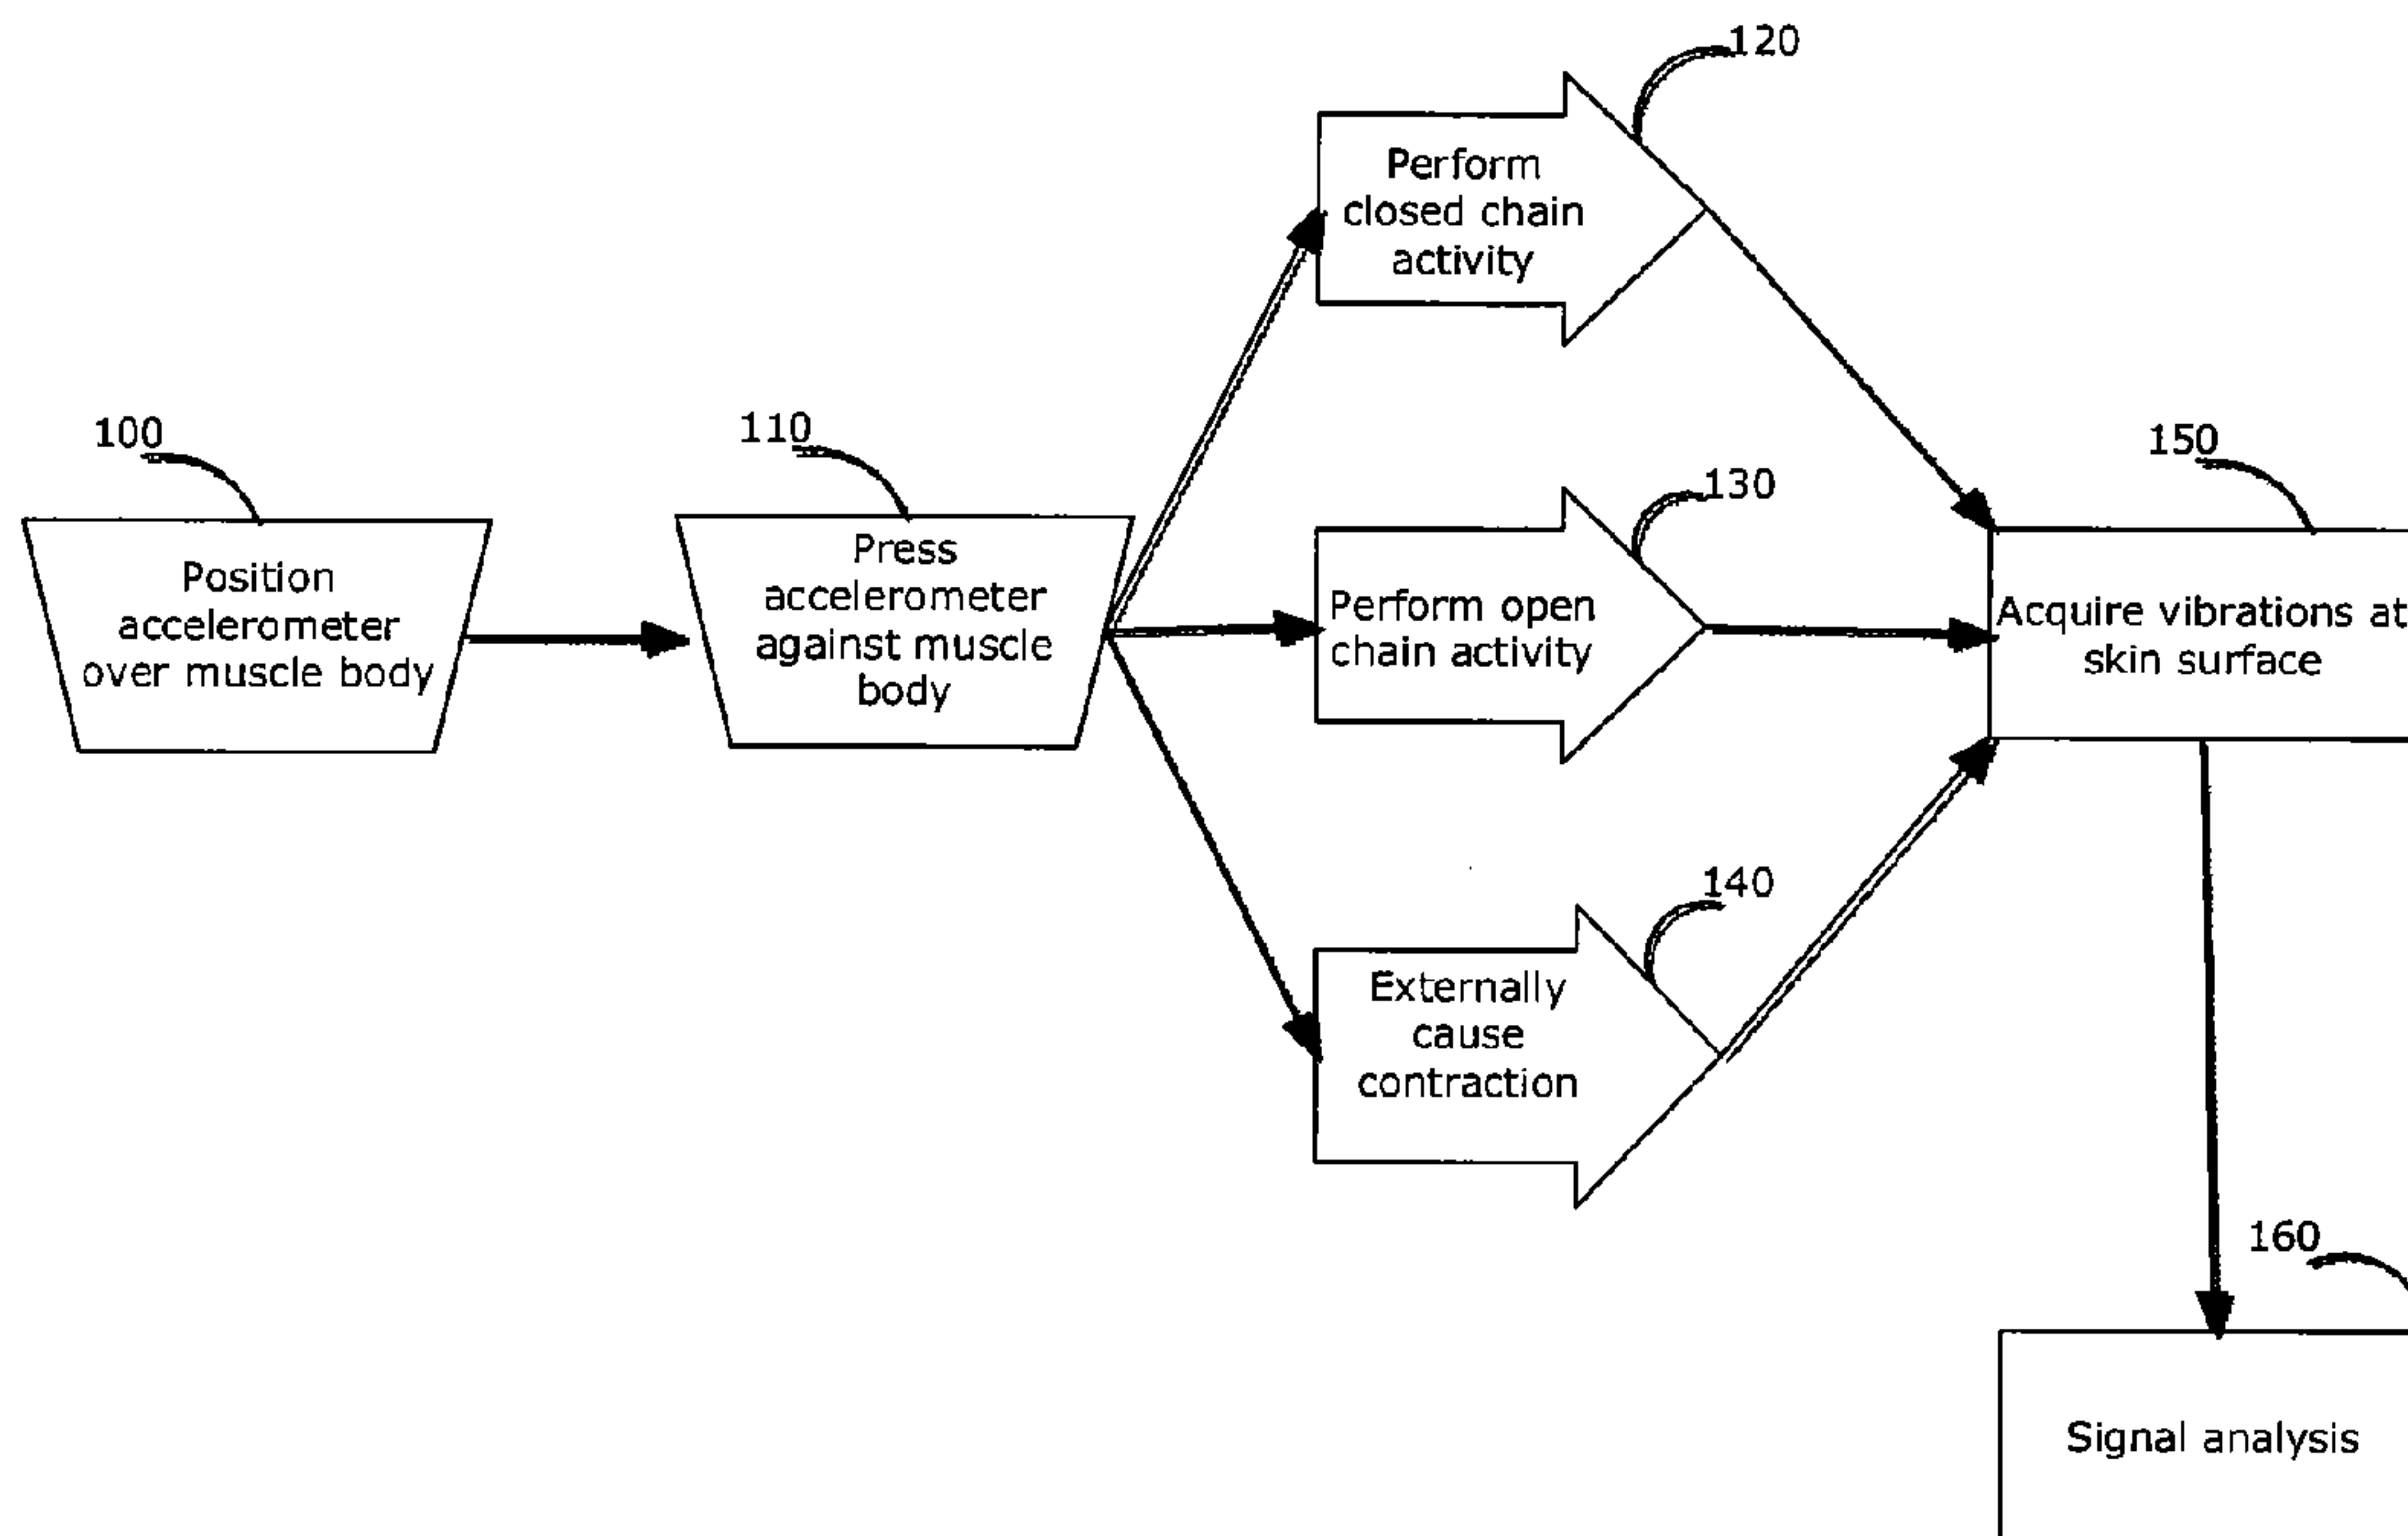 120
Perform
closed chain
activity
100
Position
accelerometer
over muscle body
110
Press
accelerometer
against muscle
body
130
Perform open
chain activity
150
Acquire vibrations at
skin surface
140
Externally
cause
contraction
160
Signal analysis